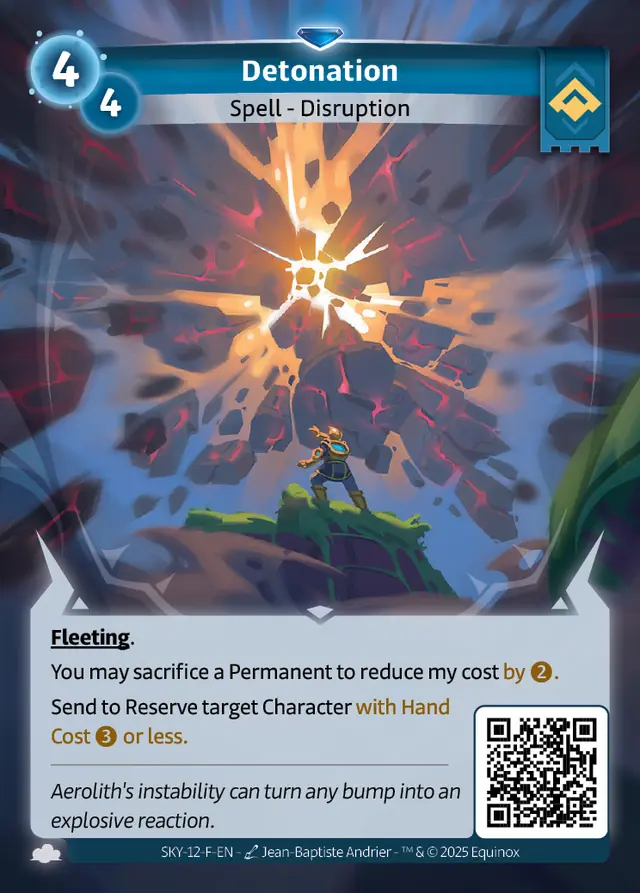 4
4
Detonation
Spell - Disruption
Fleeting.
You may sacrifice a Permanent to reduce my cost by 2.
Send to Reserve target Character with Hand
Cost 3 or less.
Aerolith's instability can turn any bump into an
explosive reaction.
SKY-12-F-EN - Jean-Baptiste Andrier - ™ & © 2025 Equinox